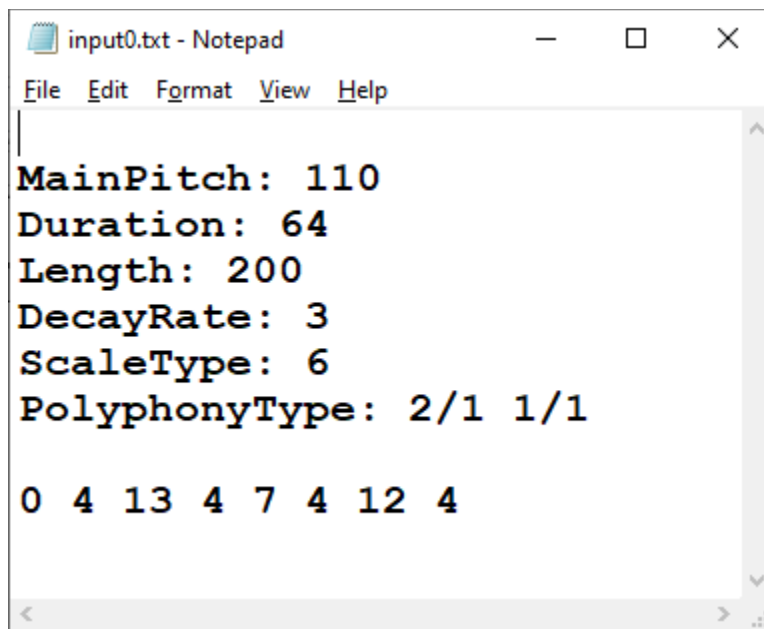 input0.txt - Notepad
File Edit Format View Help
MainPitch: 110
Duration: 64
Length: 200
DecayRate: 3
ScaleType: 6
PolyphonyType: 2/1 1/1
0 4 13 4 7 4 12 4